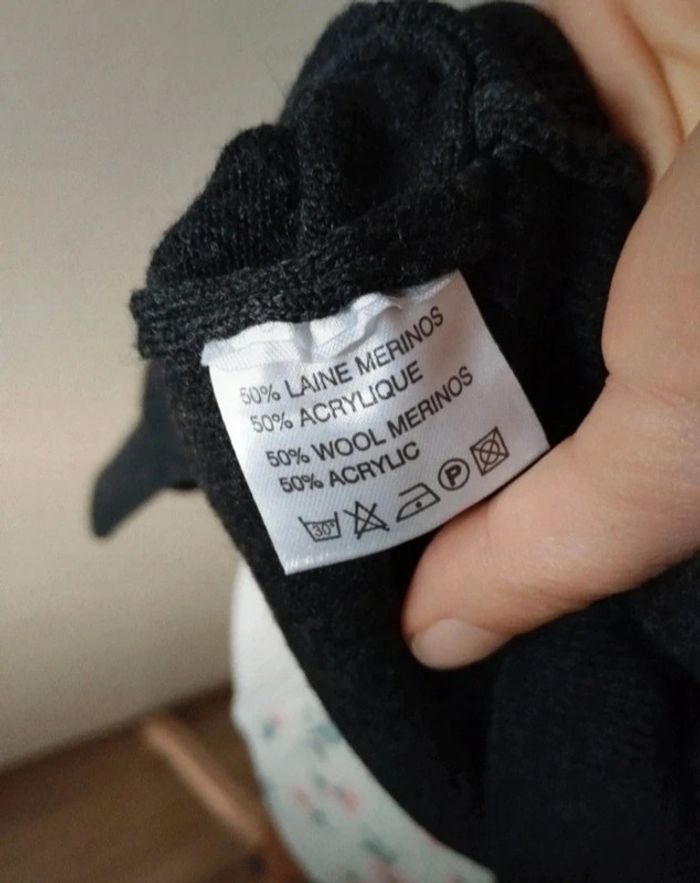 50% LAINE MERINOS
50% ACRYLIQUE
50% WOOL MERINOS
50% ACRYLIC
30° P